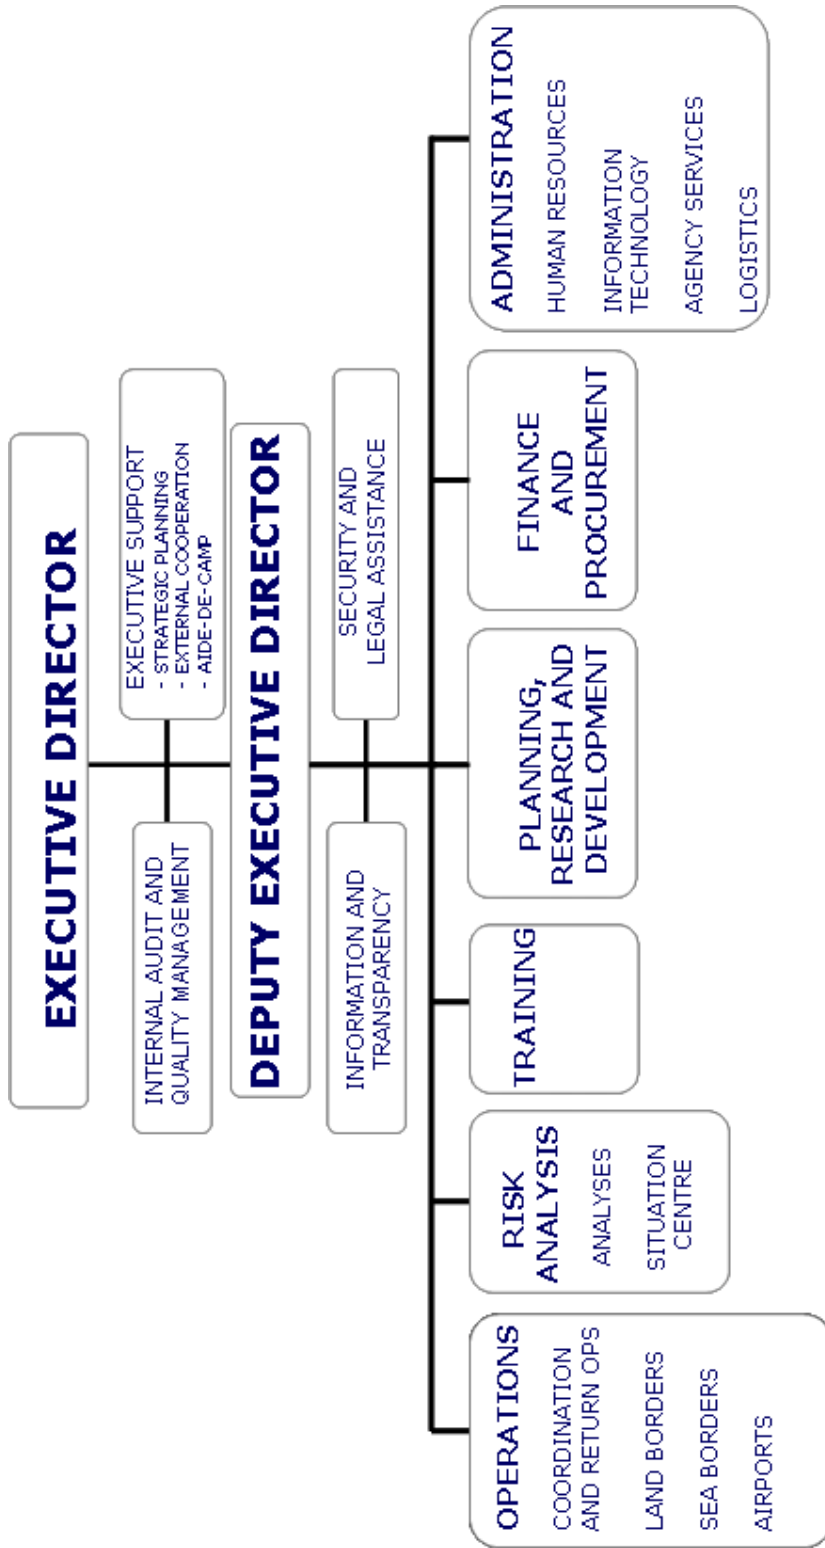 EXECUTIVE DIRECTOR
INTERNAL AUDIT AND
QUALITY MANAGEMENT
EXECUTIVE SUPPORT
- STRATEGIC PLANNING
- EXTERNAL COOPERATION
- AIDE-DE-CAMP
DEPUTY EXECUTIVE DIRECTOR
INFORMATION AND
TRANSPARENCY
SECURITY AND
LEGAL ASSISTANCE
OPERATIONS
COORDINATION
AND RETURN OPS
LAND BORDERS
SEA BORDERS
AIRPORTS
RISK
ANALYSIS
ANALYSES
SITUATION
CENTRE
TRAINING
PLANNING,
RESEARCH AND
DEVELOPMENT
FINANCE
AND
PROCUREMENT
ADMINISTRATION
HUMAN RESOURCES
INFORMATION
TECHNOLOGY
AGENCY SERVICES
LOGISTICS